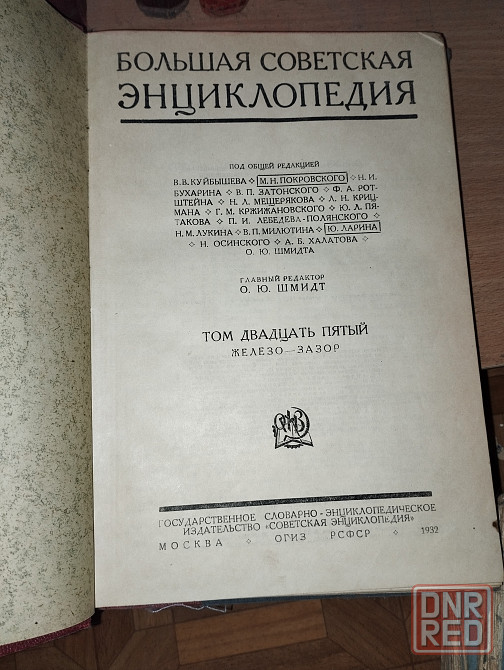 БОЛЬШАЯ СОВЕТСКАЯ
ЭНЦИКЛОПЕДИЯ
ПОД ОБЩЕЙ РЕДАКЦИЕЙ
В. В. КУЙБЫШЕВА ❖ М. Н. ПОКРОВСКОГО ❖ Н. И.
БУХАРИНА ❖ В. П. ЗАТОНСКОГО ❖ Ф. А. РОТ-
ШТЕЙНА ❖ Н. Л. МЕЩЕРЯКОВА ❖ Л. Н. КРИЦ-
МАНА ❖ Г. М. КРЖИЖАНОВСКОГО ❖ Ю. Л. ПЯ-
ТАКОВА ❖ П. И. ЛЕБЕДЕВА-ПОЛЯНСКОГО ❖
Н. М. ЛУКИНА ❖ В. П. МИЛЮТИНА ❖ Ю. ЛАРИНА
❖ Н. ОСИНСКОГО ❖ А. Б. ХАЛАТОВА ❖
О. Ю. ШМИДТА
ГЛАВНЫЙ РЕДАКТОР
О. Ю. ШМИДТ
ТОМ ДВАДЦАТЬ ПЯТЫЙ
ЖЕЛЕЗО—ЗАЗОР
ГОСУДАРСТВЕННОЕ СЛОВАРНО-ЭНЦИКЛОПЕДИЧЕСКОЕ
ИЗДАТЕЛЬСТВО «СОВЕТСКАЯ ЭНЦИКЛОПЕДИЯ»
МОСКВА ❖ ОГИЗ РСФСР ❖ 1932
DNR
RED